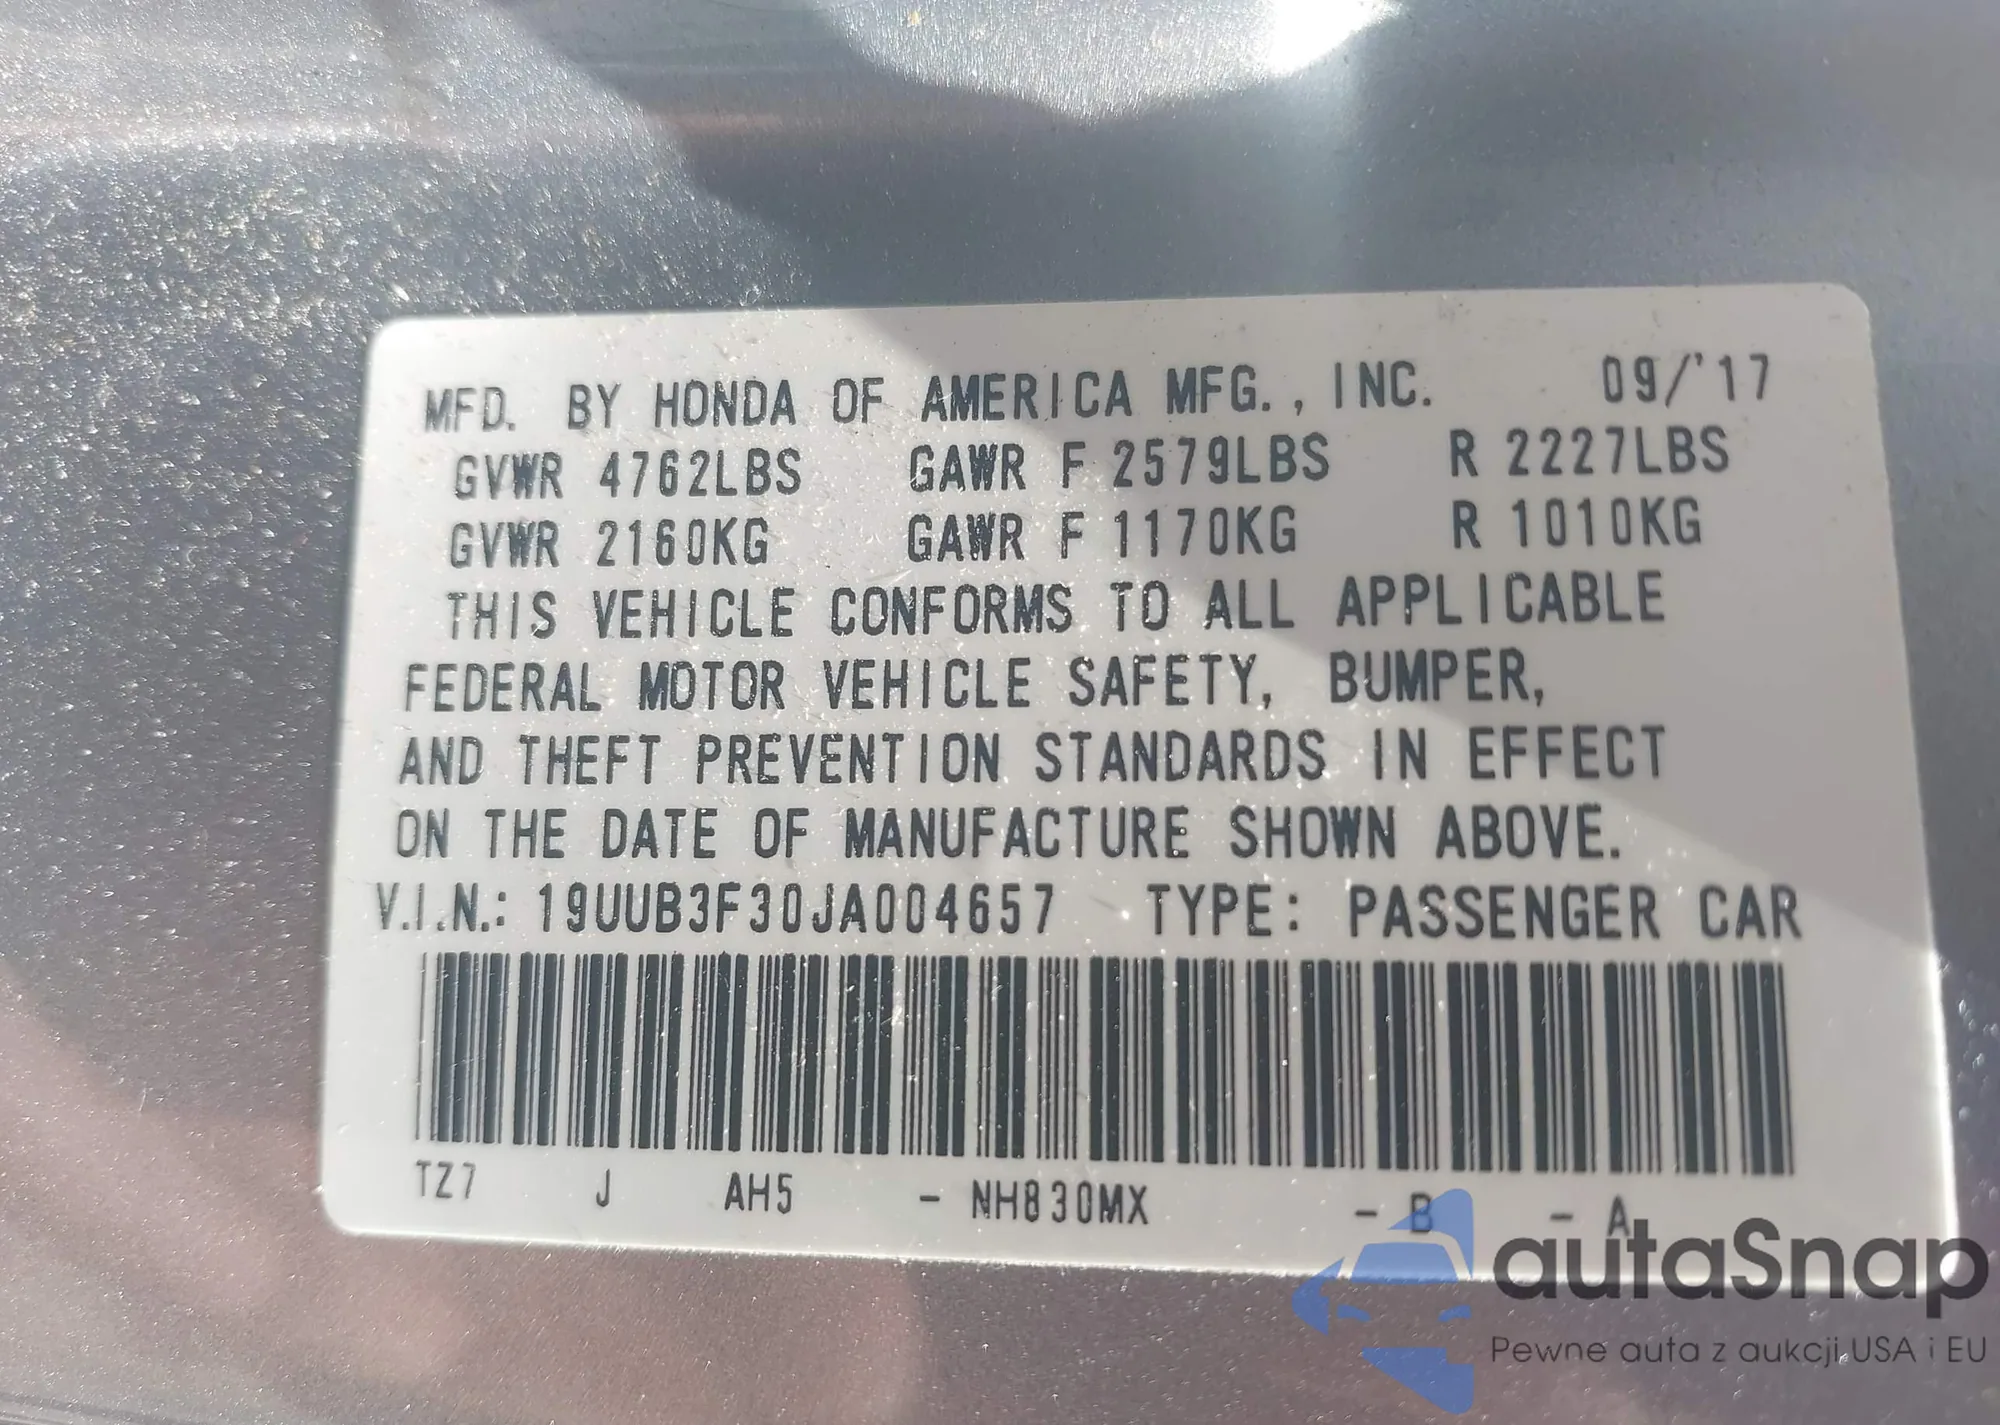 MFD. BY HONDA OF AMERICA MFG., INC. 09/'17
GVWR 4762LBS GAWR F 2579LBS R 2227LBS
GVWR 2160KG GAWR F 1170KG R 1010KG
THIS VEHICLE CONFORMS TO ALL APPLICABLE
FEDERAL MOTOR VEHICLE SAFETY, BUMPER,
AND THEFT PREVENTION STANDARDS IN EFFECT
ON THE DATE OF MANUFACTURE SHOWN ABOVE.
V.I.N.: 19UUB3F30JA004657 TYPE: PASSENGER CAR
TZ7 J AH5 - NH830MX - B - A
autaSnap
Pewne auta z aukcji USA i EU